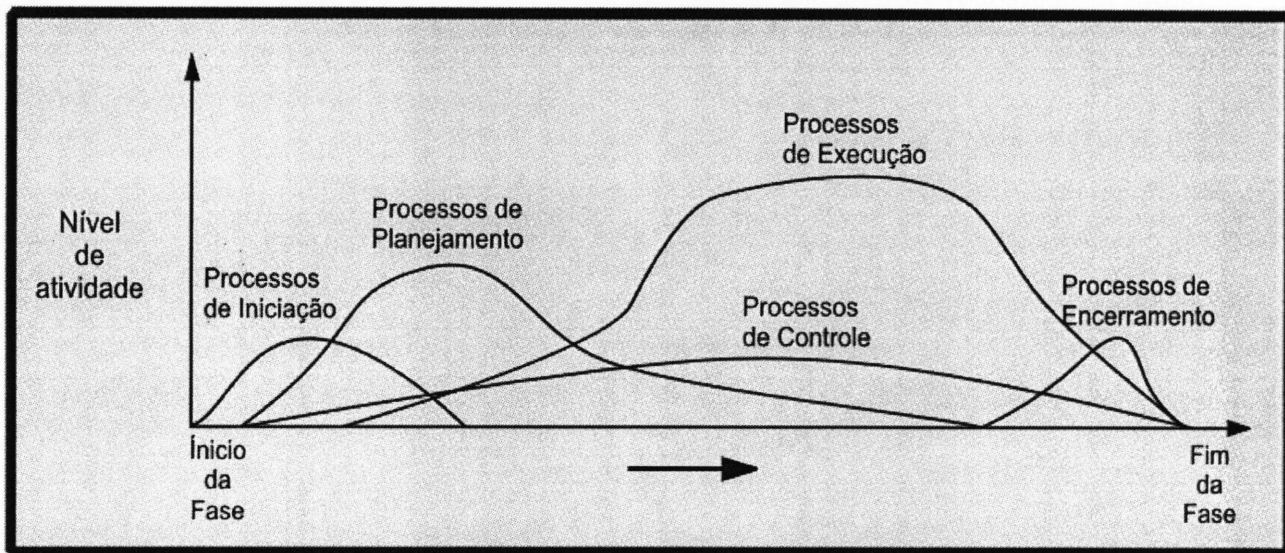 Processos
de Execução
Processos de
Planejamento
Nível
de
atividade
Processos
de Iniciação
Processos
de Controle
Processos de
Encerramento
Ínicio
da
Fase
Fim
da
Fase